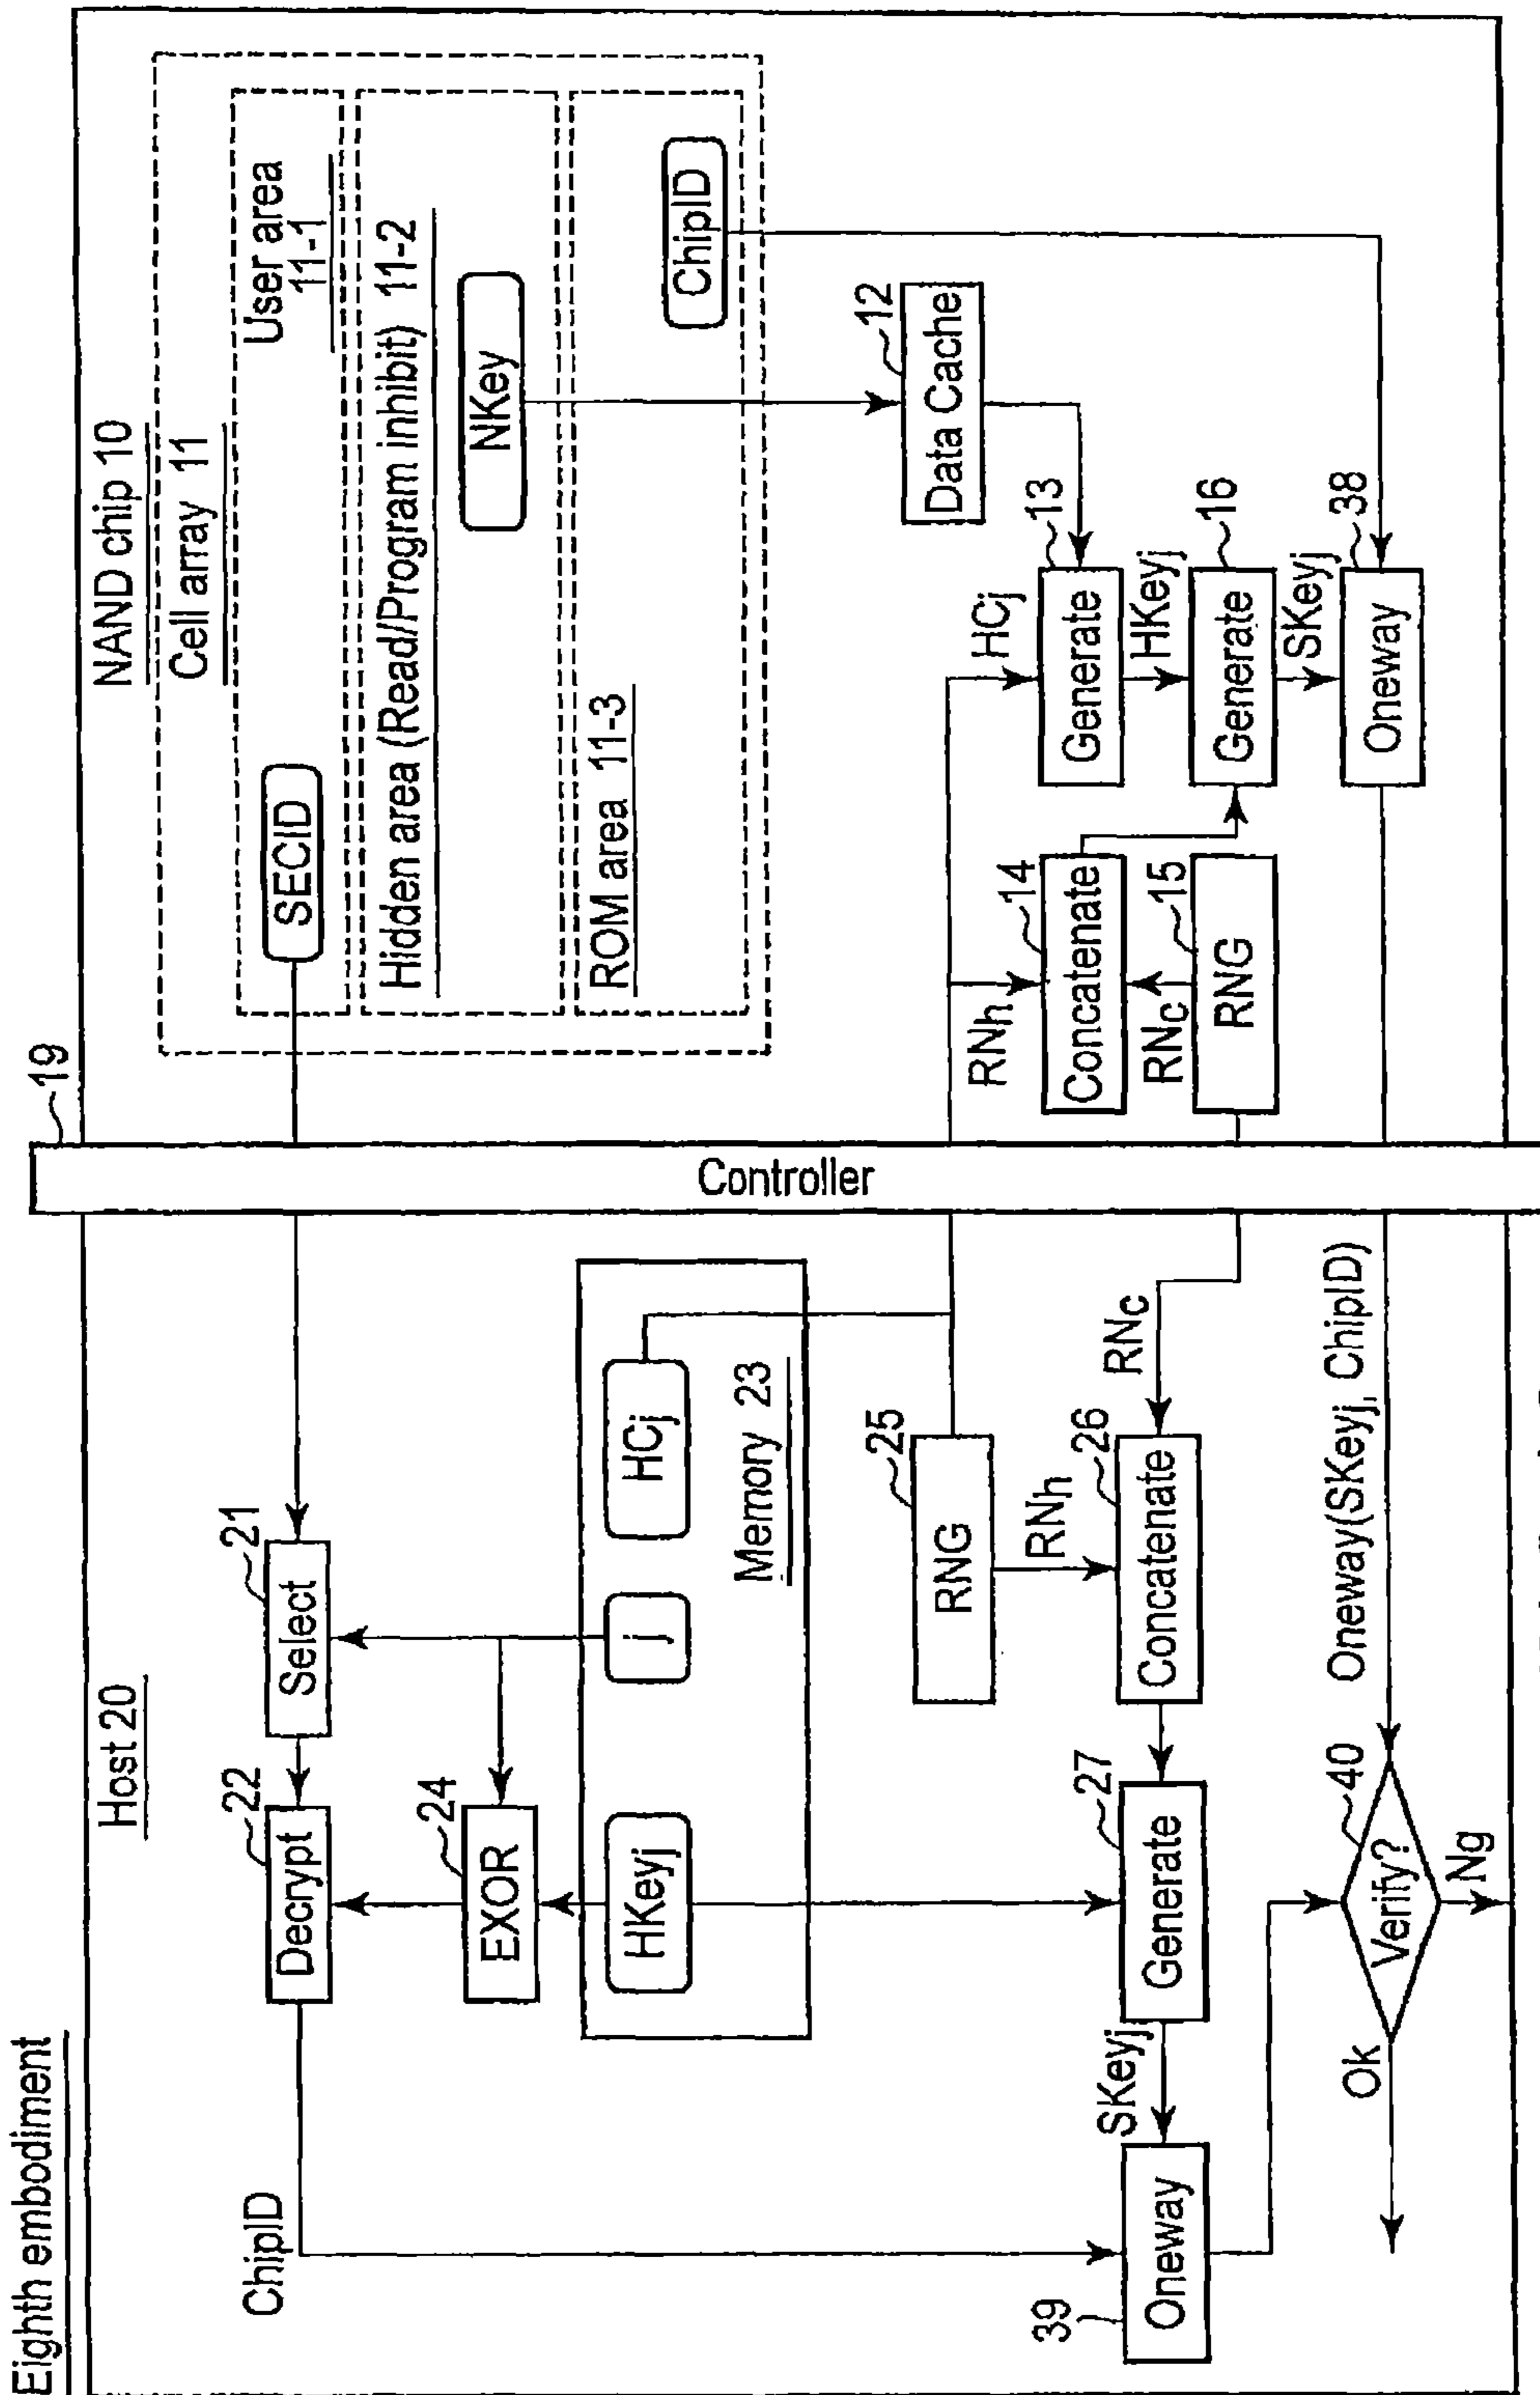 Eighth embodiment
Host 20
ChipID
Decrypt
22
Select
21
EXOR
24
HKeyj
j
HCj
Memory 23
RNG
25
RNh
RNc
Concatenate
26
Generate
27
SKeyj
Oneway
39
Oneway(SKeyj, ChipID)
Verify?
40
Ok
Ng
Controller
19
NAND chip 10
Cell array 11
User area
11-1
SECID
Hidden area (Read/Program inhibit) 11-2
NKey
ROM area 11-3
ChipID
Data Cache
12
HCj
Generate
13
HKeyj
Generate
16
SKeyj
Oneway
38
RNh
Concatenate
14
RNc
RNG
15